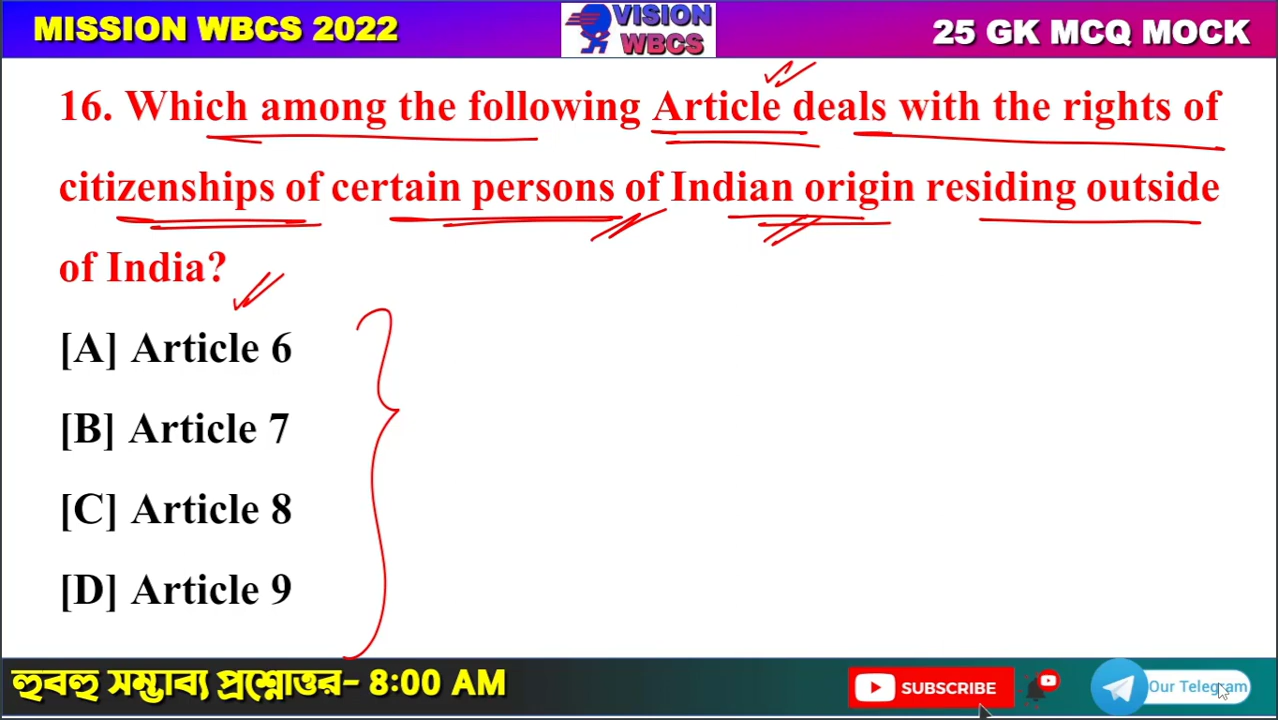 MISSION WBCS 2022
VISION
WBCS
25 GK MCQ MOCK
16. Which among the following Article deals with the rights of
citizenships of certain persons of Indian origin residing outside
of India?
[A] Article 6
[B] Article 7
[C] Article 8
[D] Article 9
হুবহু সম্ভাব্য প্রশ্নোত্তর- 8:00 AM
SUBSCRIBE
Our Telegram